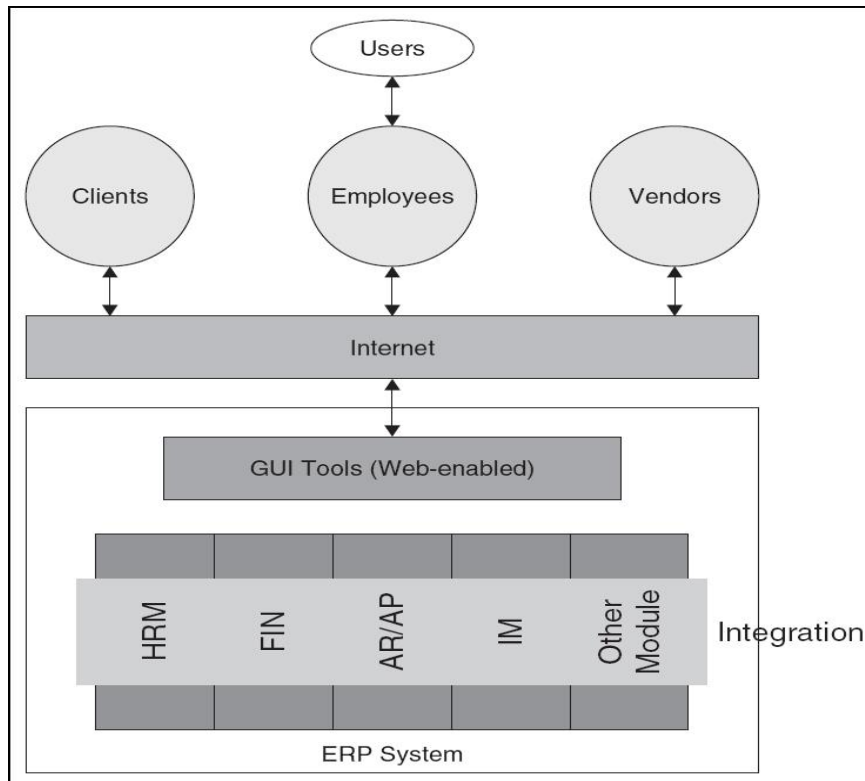 Users
Clients
Employees
Vendors
Internet
GUI Tools (Web-enabled)
HRM
FIN
AR/AP
IM
Other
Module
Integration
ERP System